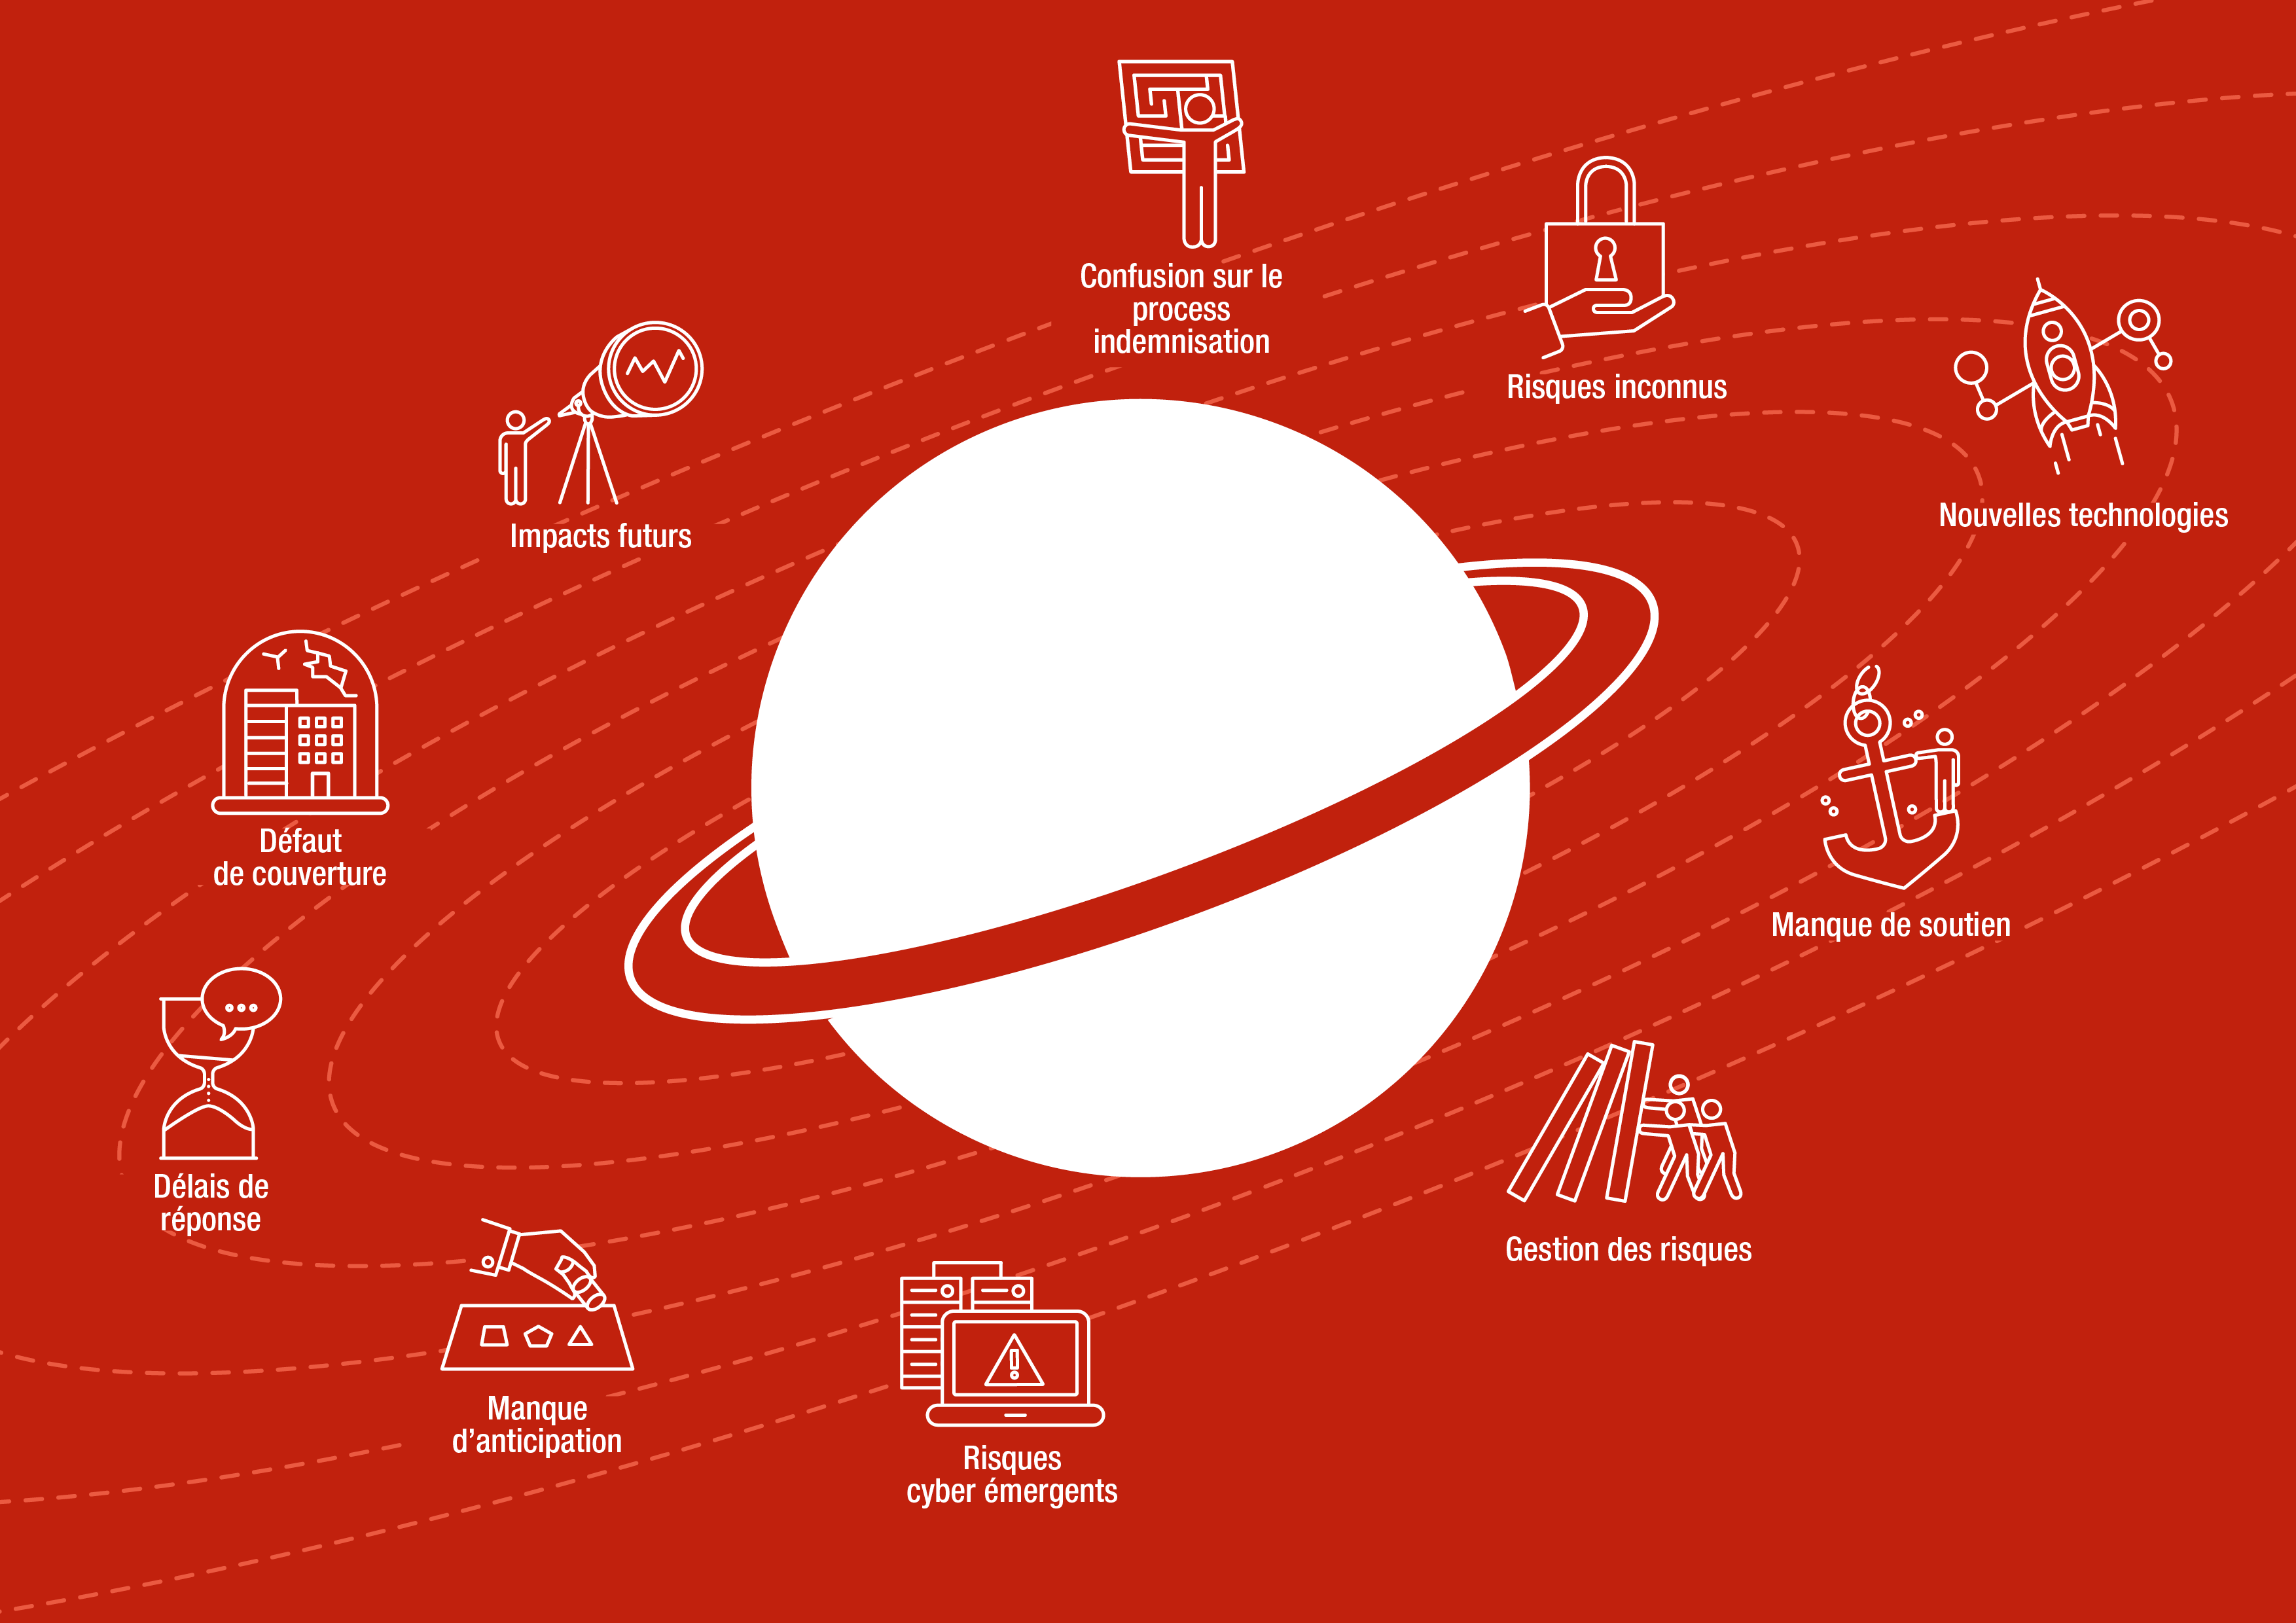 Confusion sur le
process
indemnisation
Risques inconnus
Nouvelles technologies
Impacts futurs
Défaut
de couverture
Manque de soutien
Délais de
réponse
Gestion des risques
Manque
d’anticipation
Risques
cyber émergents